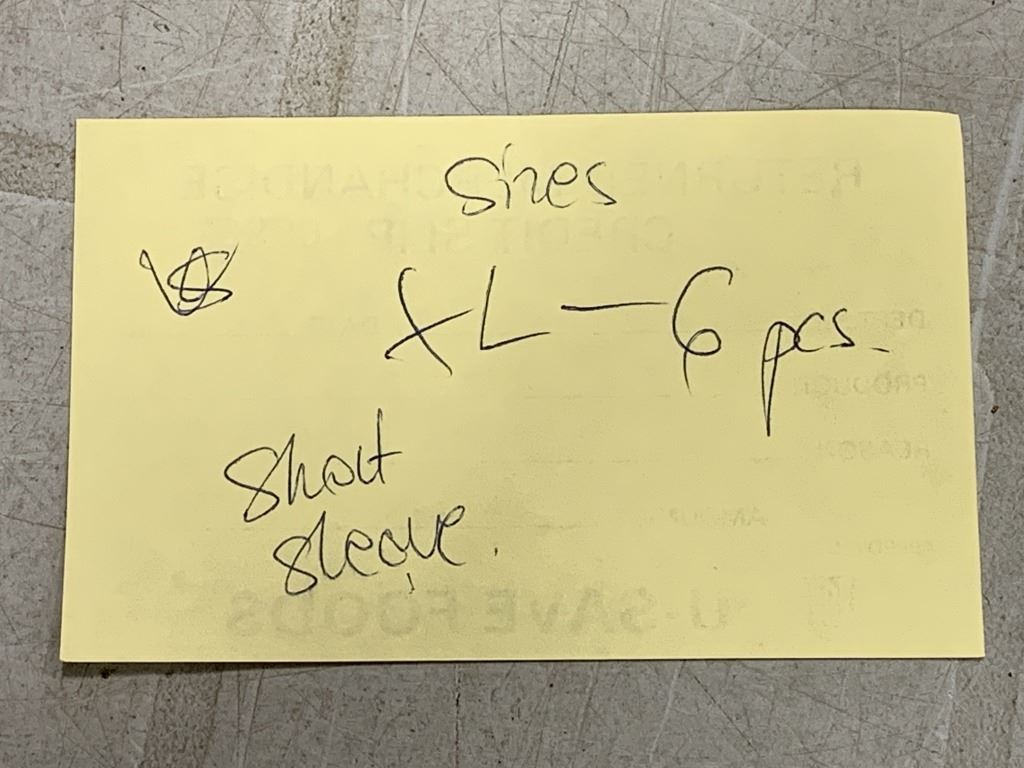 Sizes
XL — 6 pcs.
Short
sleeve.